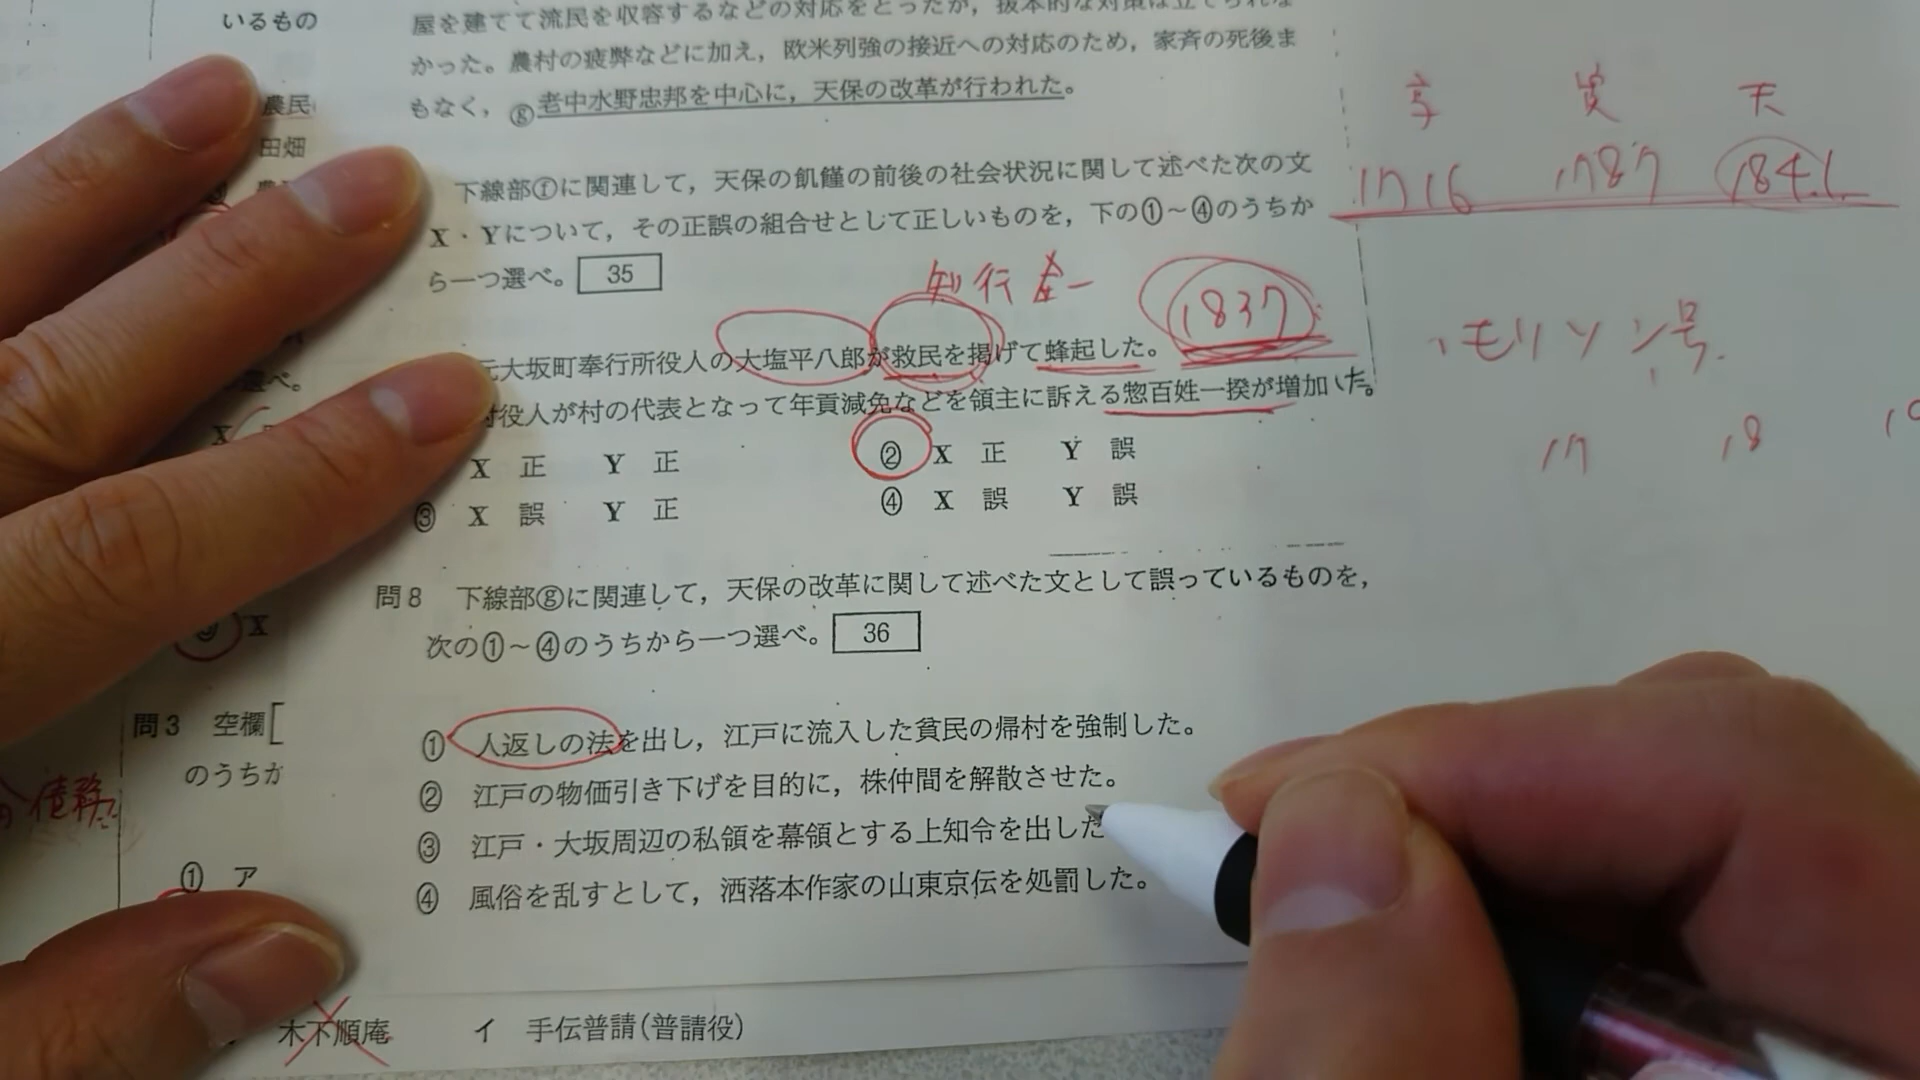 いるもの
屋を建てて流民を収容するなどの対応をとったが，抜本的な対策は立てられな
かった。農村の疲弊などに加え，欧米列強の接近への対応のため，家斉の死後ま
もなく，ⓖ老中水野忠邦を中心に，天保の改革が行われた。
農民
田畑
享 寛 天
1716 1787 1841
下線部ⓕに関連して，天保の飢饉の前後の社会状況に関して述べた次の文
X・Yについて，その正誤の組合せとして正しいものを，下の①～④のうちか
ら一つ選べ。 35
知行合一
1837
モリソン号
元大坂町奉行所役人の大塩平八郎が救民を掲げて蜂起した。
村役人が村の代表となって年貢減免などを領主に訴える惣百姓一揆が増加した。
17 18
X 正 Y 正 ② X 正 Y 誤
③ X 誤 Y 正 ④ X 誤 Y 誤
問8 下線部ⓖに関連して，天保の改革に関して述べた文として誤っているものを，
次の①～④のうちから一つ選べ。 36
X
問3 空欄
のうちか
債務
① ア
① 人返しの法を出し，江戸に流入した貧民の帰村を強制した。
② 江戸の物価引き下げを目的に，株仲間を解散させた。
③ 江戸・大坂周辺の私領を幕領とする上知令を出した
④ 風俗を乱すとして，洒落本作家の山東京伝を処罰した。
木下順庵 イ 手伝普請(普請役)